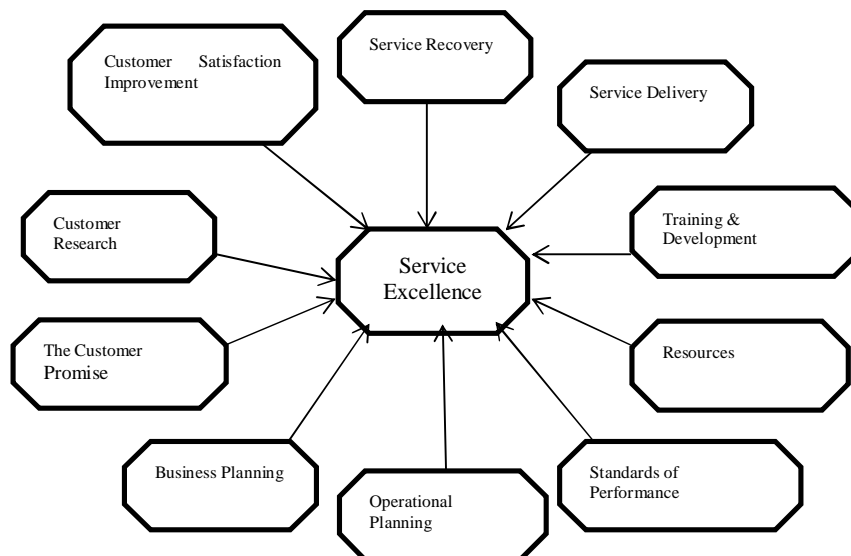 Customer Satisfaction
Improvement
Service Recovery
Service Delivery
Customer
Research
Training &
Development
Service
Excellence
The Customer
Promise
Resources
Business Planning
Operational
Planning
Standards of
Performance